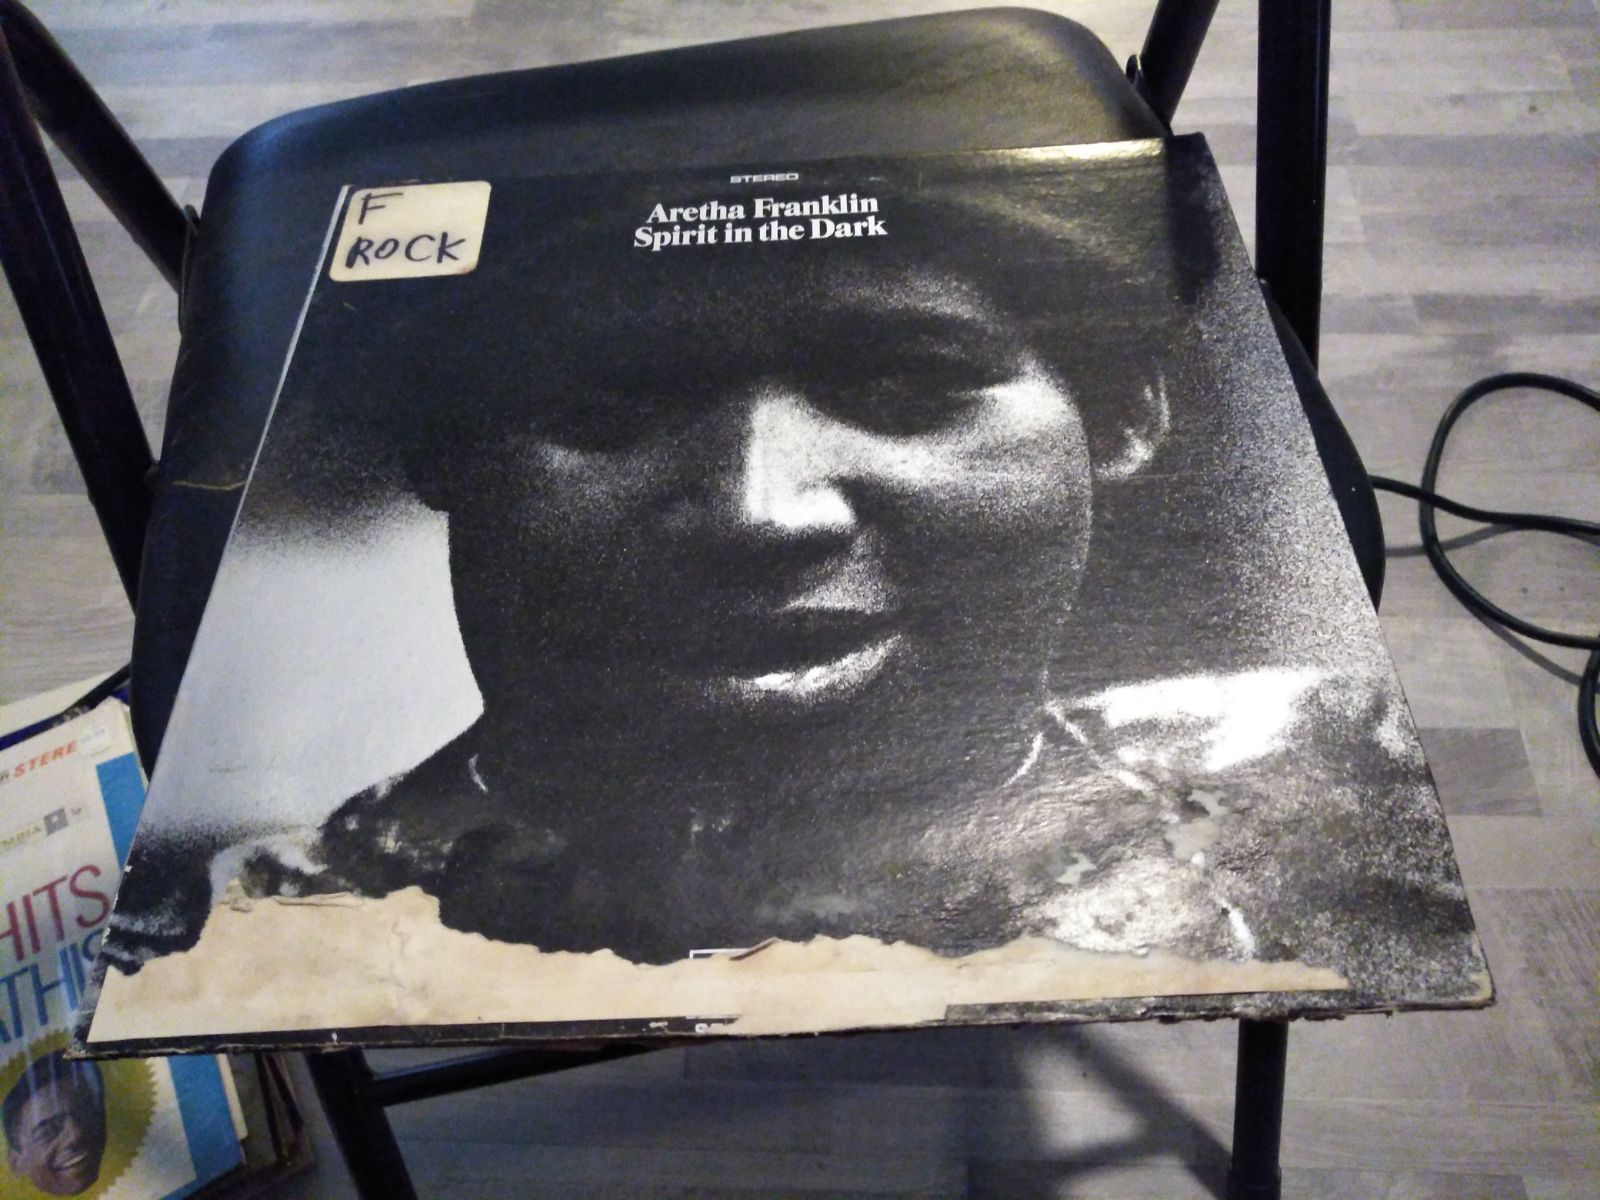 F
ROCK
STEREO
Aretha Franklin
Spirit in the Dark
STERE
HITS